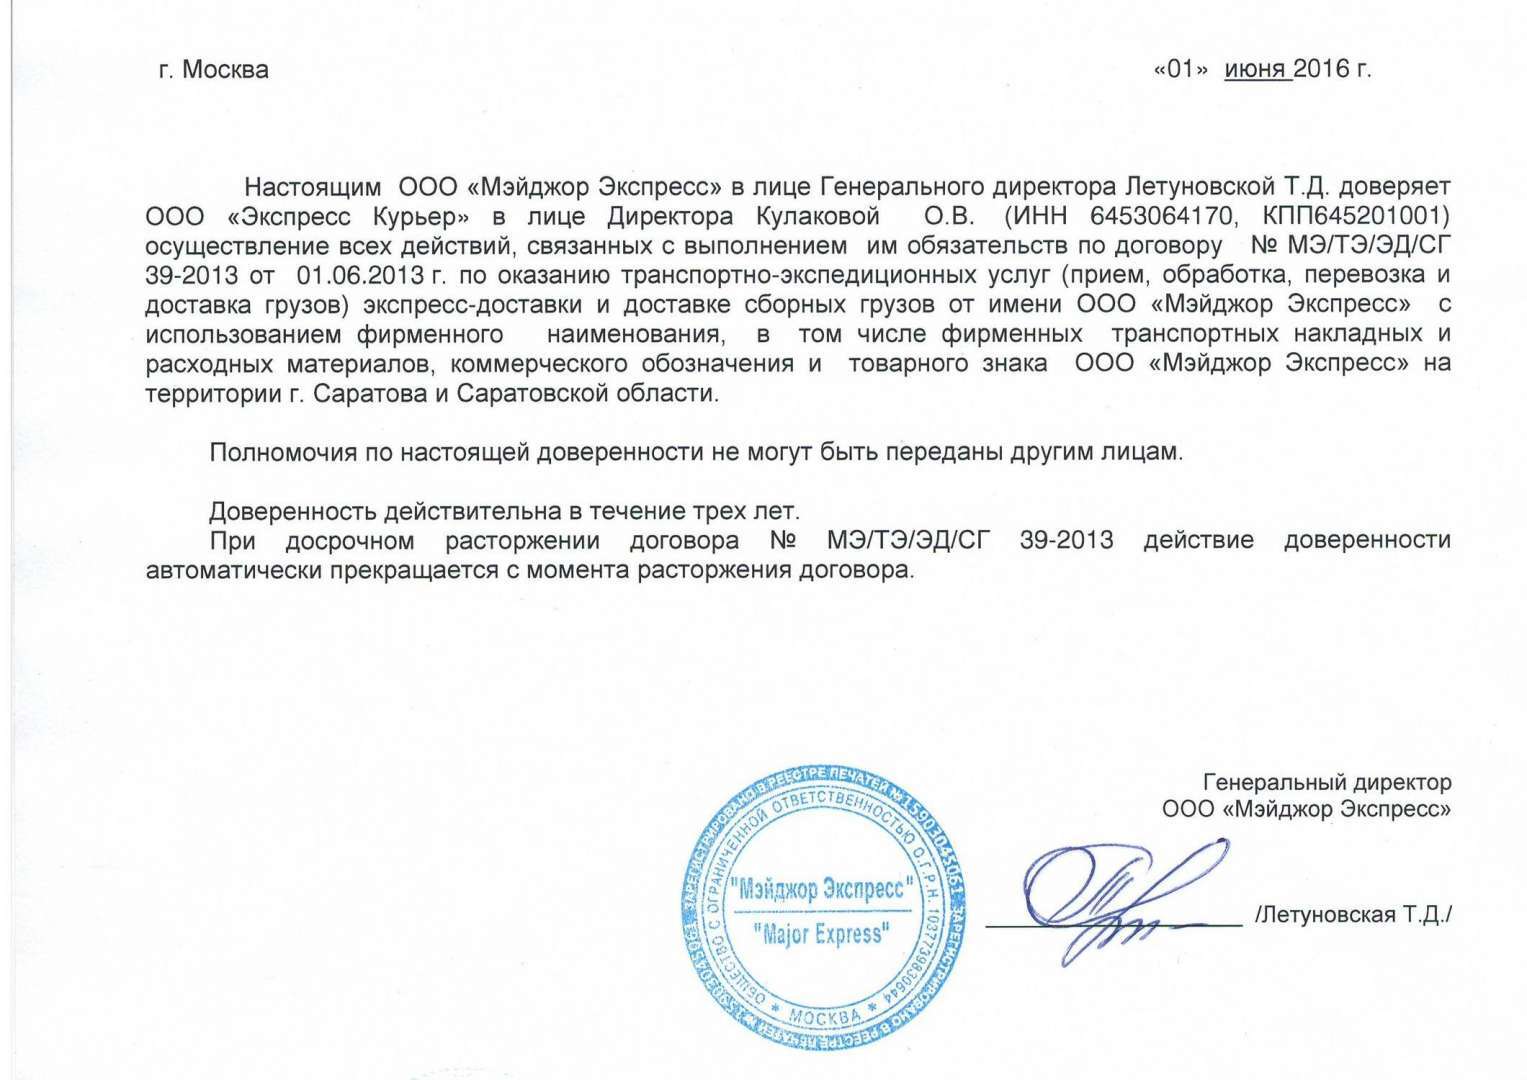 г. Москва «01» июня 2016 г.
Настоящим ООО «Мэйджор Экспресс» в лице Генерального директора Летуновской Т.Д. доверяет
ООО «Экспресс Курьер» в лице Директора Кулаковой О.В. (ИНН 6453064170, КПП645201001)
осуществление всех действий, связанных с выполнением им обязательств по договору № МЭ/ТЭ/ЭД/СГ
39-2013 от 01.06.2013 г. по оказанию транспортно-экспедиционных услуг (прием, обработка, перевозка и
доставка грузов) экспресс-доставки и доставке сборных грузов от имени ООО «Мэйджор Экспресс» с
использованием фирменного наименования, в том числе фирменных транспортных накладных и
расходных материалов, коммерческого обозначения и товарного знака ООО «Мэйджор Экспресс» на
территории г. Саратова и Саратовской области.
Полномочия по настоящей доверенности не могут быть переданы другим лицам.
Доверенность действительна в течение трех лет.
При досрочном расторжении договора № МЭ/ТЭ/ЭД/СГ 39-2013 действие доверенности
автоматически прекращается с момента расторжения договора.
Генеральный директор
ООО «Мэйджор Экспресс»
/Летуновская Т.Д./
ЗАРЕГИСТРИРОВАНО В РЕЕСТРЕ ПЕЧАТЕЙ № 15903045061
ОБЩЕСТВО С ОГРАНИЧЕННОЙ ОТВЕТСТВЕННОСТЬЮ О.Г.Р.Н. 1037739830644
* МОСКВА *
"Мэйджор Экспресс"
"Major Express"